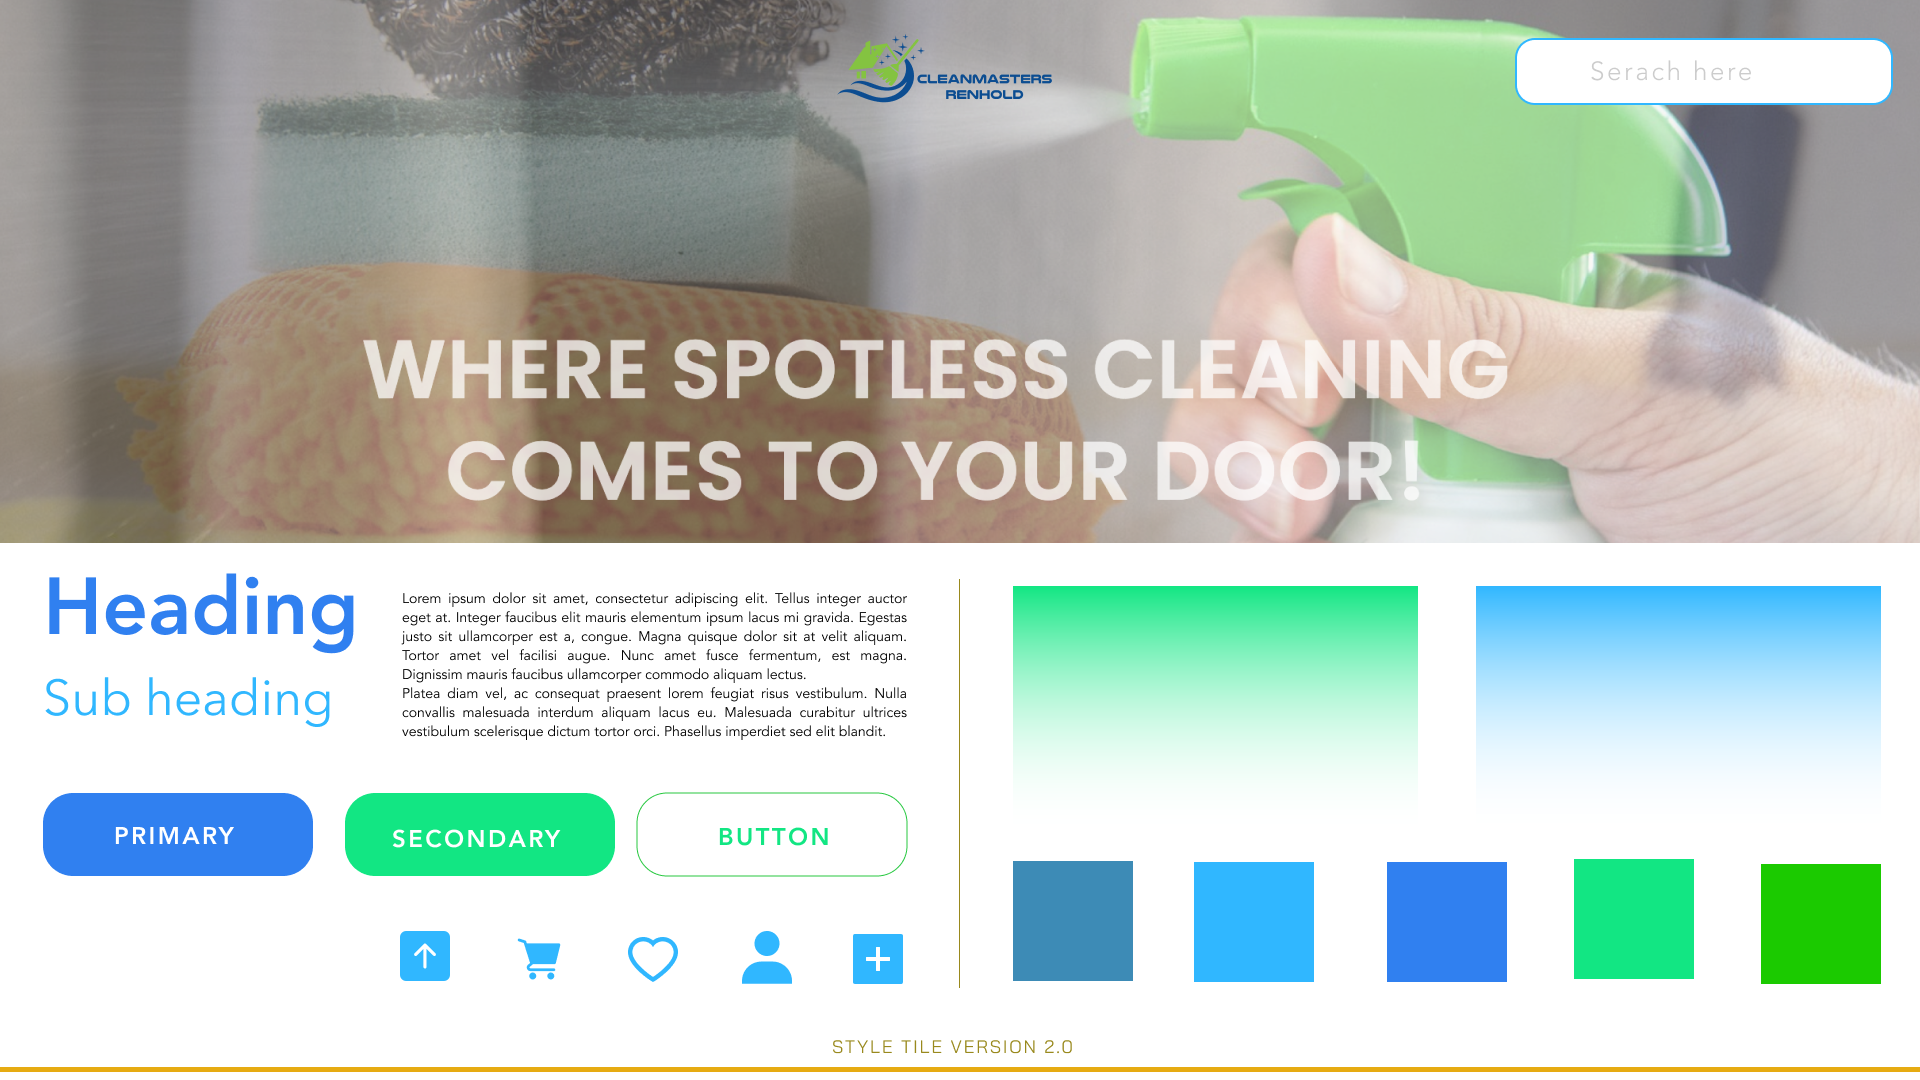 CLEANMASTERS
RENHOLD
Serach here
WHERE SPOTLESS CLEANING
COMES TO YOUR DOOR!
Heading
Sub heading
Lorem ipsum dolor sit amet, consectetur adipiscing elit. Tellus integer auctor
eget at. Integer faucibus elit mauris elementum ipsum lacus mi gravida. Egestas
justo sit ullamcorper est a, congue. Magna quisque dolor sit at velit aliquam.
Tortor amet vel facilisi augue. Nunc amet fusce fermentum, est magna.
Dignissim mauris faucibus ullamcorper commodo aliquam lectus.
Platea diam vel, ac consequat praesent lorem feugiat risus vestibulum. Nulla
convallis malesuada interdum aliquam lacus eu. Malesuada curabitur ultrices
vestibulum scelerisque dictum tortor orci. Phasellus imperdiet sed elit blandit.
PRIMARY
SECONDARY
BUTTON
STYLE TILE VERSION 2.0